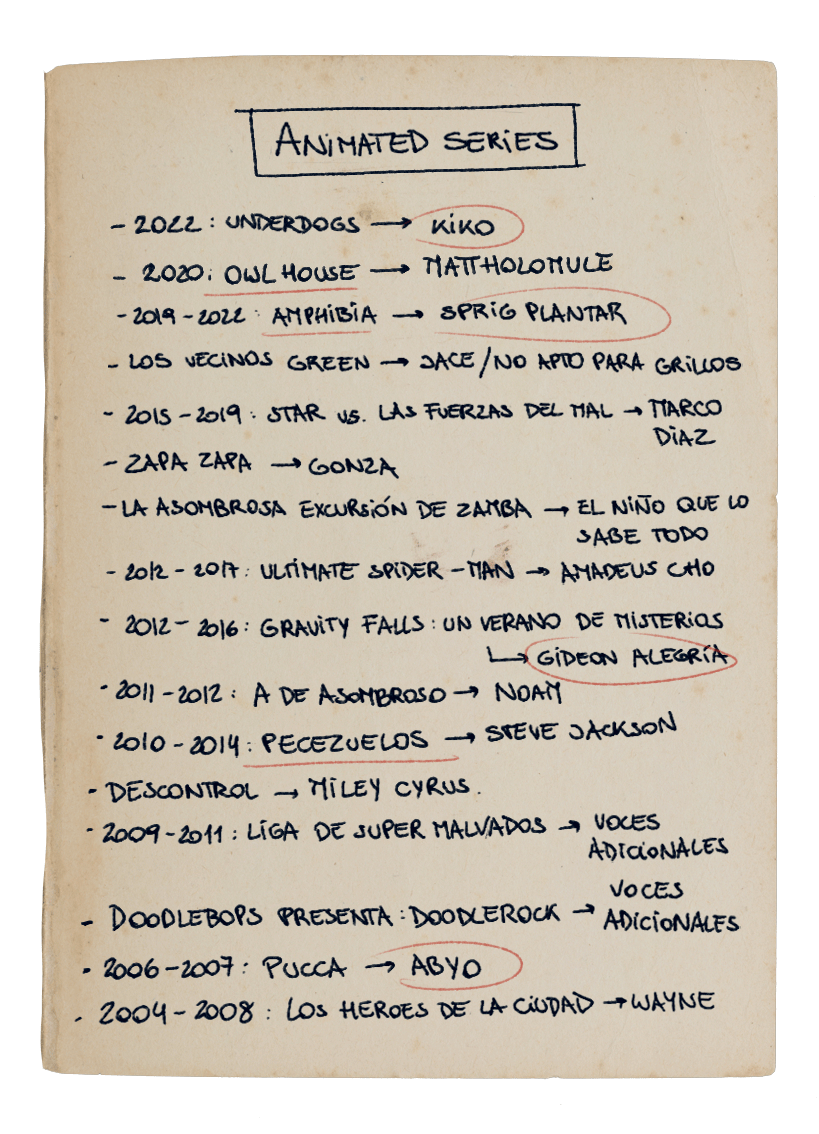 ANIMATED SERIES
- 2022: UNDERDOGS → KIKO
- 2020: OWL HOUSE → MATTHOLOMULE
- 2019-2022: AMPHIBIA → SPRIG PLANTAR
- LOS VECINOS GREEN → JACE/NO APTO PARA GRILLOS
- 2015-2019: STAR VS. LAS FUERZAS DEL MAL → MARCO
DIAZ
- ZAPA ZAPA → GONZA
- LA ASOMBROSA EXCURSIÓN DE ZAMBA → EL NIÑO QUE LO
SABE TODO
- 2012-2017: ULTIMATE SPIDER-MAN → AMADEUS CHO
- 2012-2016: GRAVITY FALLS: UN VERANO DE MISTERIOS
↳ GIDEON ALEGRÍA
- 2011-2012: A DE ASOMBROSO → NOAM
- 2010-2014: PECEZUELOS → STEVE JACKSON
- DESCONTROL → MILEY CYRUS.
- 2009-2011: LIGA DE SUPER MALVADOS → VOCES
ADICIONALES
- DOODLEBOPS PRESENTA: DOODLEROCK → VOCES
ADICIONALES
- 2006-2007: PUCCA → ABYO
- 2004-2008: LOS HEROES DE LA CIUDAD → WAYNE